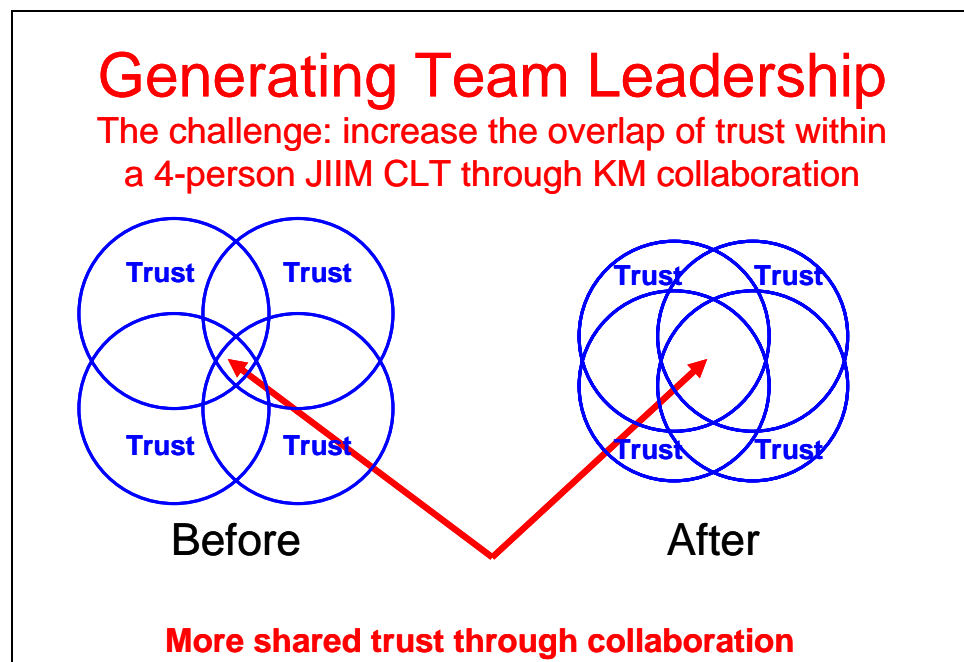 Generating Team Leadership
The challenge: increase the overlap of trust within
a 4-person JIIM CLT through KM collaboration
Trust Trust Trust Trust
Trust Trust Trust Trust
Before After
More shared trust through collaboration